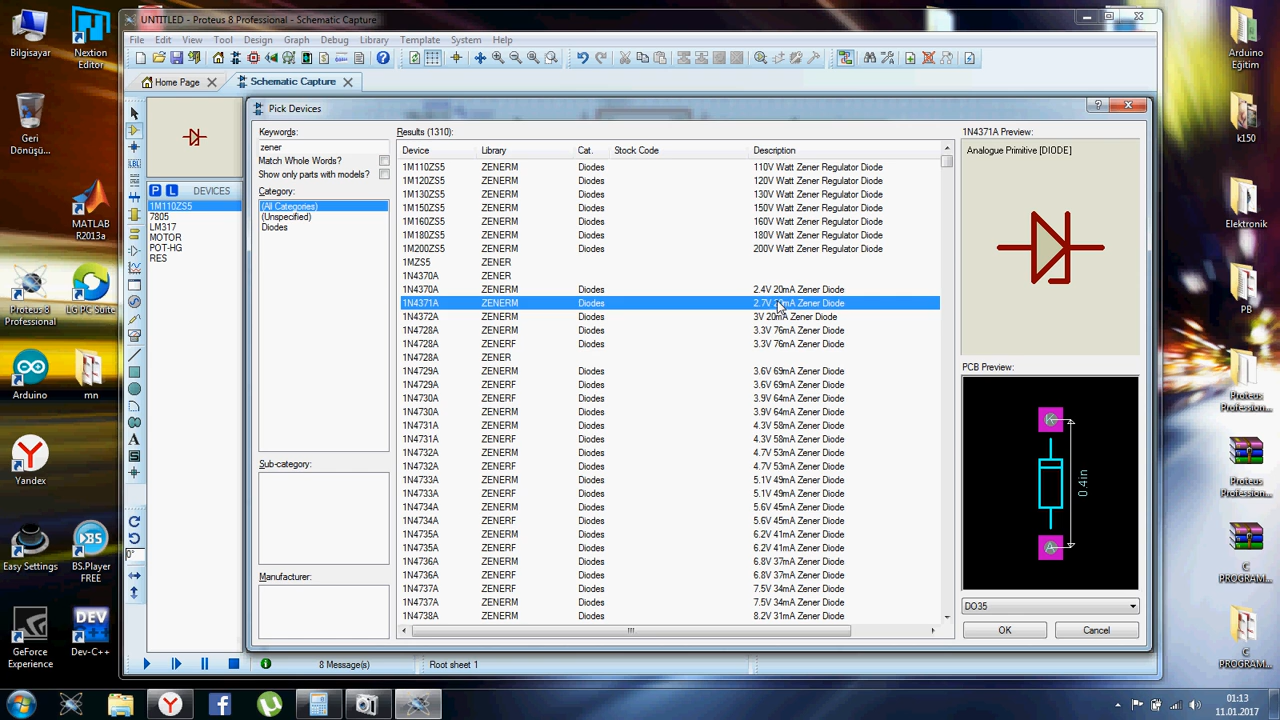 UNTITLED - Proteus 8 Professional - Schematic Capture
File Edit View Tool Design Graph Debug Library Template System Help
Home Page
Schematic Capture
Pick Devices
Keywords:
zener
Match Whole Words?
Show only parts with models?
Category:
(All Categories)
(Unspecified)
Diodes
Sub-category:
Manufacturer:
P L DEVICES
1M110ZS5
7805
LM317
MOTOR
POT-HG
RES
Results (1310):
Device Library Cat. Stock Code Description
1M110ZS5 ZENERM Diodes 110V Watt Zener Regulator Diode
1M120ZS5 ZENERM Diodes 120V Watt Zener Regulator Diode
1M130ZS5 ZENERM Diodes 130V Watt Zener Regulator Diode
1M150ZS5 ZENERM Diodes 150V Watt Zener Regulator Diode
1M160ZS5 ZENERM Diodes 160V Watt Zener Regulator Diode
1M180ZS5 ZENERM Diodes 180V Watt Zener Regulator Diode
1M200ZS5 ZENERM Diodes 200V Watt Zener Regulator Diode
1MZS5 ZENER
1N4370A ZENER
1N4370A ZENERM Diodes 2.4V 20mA Zener Diode
1N4371A ZENERM Diodes 2.7V 20mA Zener Diode
1N4372A ZENERM Diodes 3V 20mA Zener Diode
1N4728A ZENERM Diodes 3.3V 76mA Zener Diode
1N4728A ZENERF Diodes 3.3V 76mA Zener Diode
1N4728A ZENER
1N4729A ZENERM Diodes 3.6V 69mA Zener Diode
1N4729A ZENERF Diodes 3.6V 69mA Zener Diode
1N4730A ZENERF Diodes 3.9V 64mA Zener Diode
1N4730A ZENERM Diodes 3.9V 64mA Zener Diode
1N4731A ZENERM Diodes 4.3V 58mA Zener Diode
1N4731A ZENERF Diodes 4.3V 58mA Zener Diode
1N4732A ZENERM Diodes 4.7V 53mA Zener Diode
1N4732A ZENERF Diodes 4.7V 53mA Zener Diode
1N4733A ZENERM Diodes 5.1V 49mA Zener Diode
1N4733A ZENERF Diodes 5.1V 49mA Zener Diode
1N4734A ZENERM Diodes 5.6V 45mA Zener Diode
1N4734A ZENERF Diodes 5.6V 45mA Zener Diode
1N4735A ZENERM Diodes 6.2V 41mA Zener Diode
1N4735A ZENERF Diodes 6.2V 41mA Zener Diode
1N4736A ZENERM Diodes 6.8V 37mA Zener Diode
1N4736A ZENERF Diodes 6.8V 37mA Zener Diode
1N4737A ZENERF Diodes 7.5V 34mA Zener Diode
1N4737A ZENERM Diodes 7.5V 34mA Zener Diode
1N4738A ZENERM Diodes 8.2V 31mA Zener Diode
1N4371A Preview:
Analogue Primitive [DIODE]
PCB Preview:
K
0.4in
A
DO35
OK Cancel
0°
8 Message(s) Root sheet 1
Bilgisayar
Nextion
Editor
Geri
Dönüşü...
MATLAB
R2013a
Proteus 8
Professional
LG PC Suite
Arduino
mn
Yandex
Easy Settings
BS.Player
FREE
GeForce
Experience
DEV
Dev-C++
Arduino
Eğitim
k150
Elektronik
PB
Proteus
Profession...
Proteus
Profession...
C
PROGRAM...
C
PROGRAM...
01:13
11.01.2017